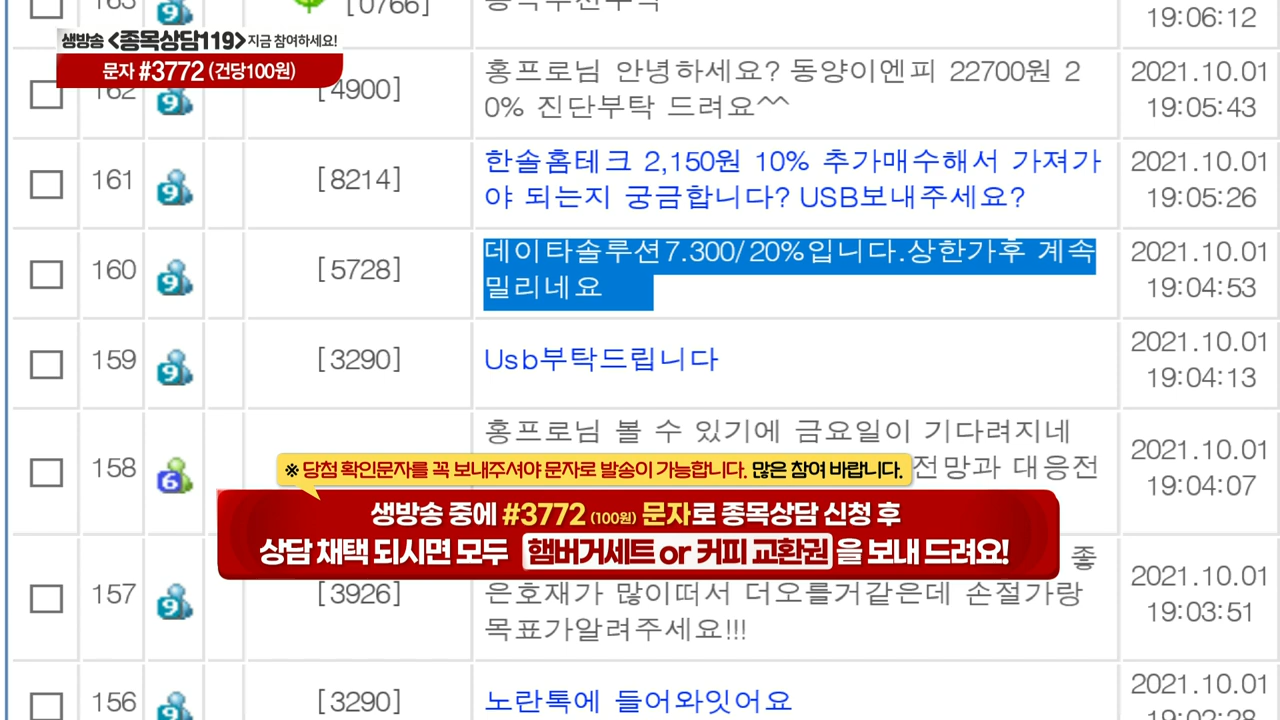 163
[0766]
19:06:12
생방송 <종목상담119> 지금 참여하세요!
문자 #3772 (건당100원)
162
[4900]
홍프로님 안녕하세요? 동양이엔피 22700원 2
0% 진단부탁 드려요^^
2021.10.01
19:05:43
161
9
[8214]
한솔홈테크 2,150원 10% 추가매수해서 가져가
야 되는지 궁금합니다? USB보내주세요?
2021.10.01
19:05:26
160
9
[5728]
데이타솔루션7.300/20%입니다.상한가후 계속
밀리네요
2021.10.01
19:04:53
159
9
[3290]
Usb부탁드립니다
2021.10.01
19:04:13
158
6
홍프로님 볼 수 있기에 금요일이 기다려지네
전망과 대응전
2021.10.01
19:04:07
※ 당첨 확인문자를 꼭 보내주셔야 문자로 발송이 가능합니다. 많은 참여 바랍니다.
생방송 중에 #3772 (100원) 문자로 종목상담 신청 후
상담 채택 되시면 모두 햄버거세트 or 커피 교환권 을 보내 드려요!
157
9
[3926]
좋
은호재가 많이떠서 더오를거같은데 손절가랑
목표가알려주세요!!!
2021.10.01
19:03:51
156
9
[3290]
노란톡에 들어와잇어요
2021.10.01